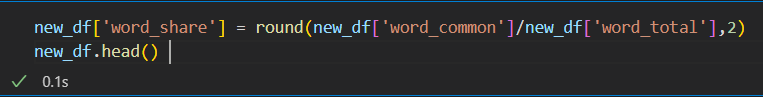 new_df['word_share'] = round(new_df['word_common']/new_df['word_total'],2)
new_df.head()
✓ 0.1s